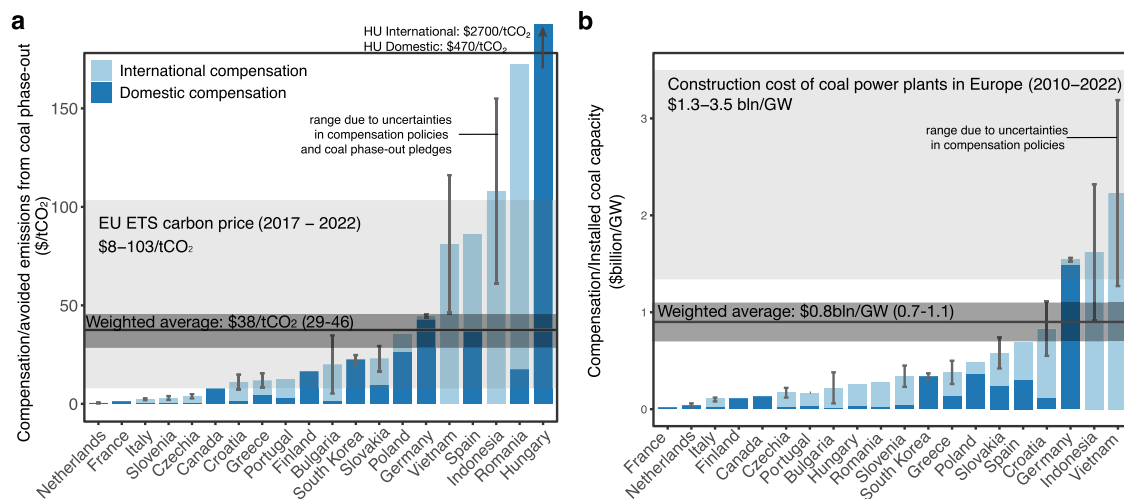 a
HU International: $2700/tCO₂
HU Domestic: $470/tCO₂
International compensation
Domestic compensation
range due to uncertainties
in compensation policies
and coal phase-out pledges
EU ETS carbon price (2017 – 2022)
$8–103/tCO₂
Weighted average: $38/tCO₂ (29-46)
Compensation/avoided emissions from coal phase-out
($/tCO₂)
150
100
50
0
Netherlands
France
Italy
Slovenia
Czechia
Canada
Croatia
Greece
Portugal
Finland
Bulgaria
South Korea
Slovakia
Poland
Germany
Vietnam
Spain
Indonesia
Romania
Hungary
b
Construction cost of coal power plants in Europe (2010–2022)
$1.3–3.5 bln/GW
range due to uncertainties
in compensation policies
Weighted average: $0.8bln/GW (0.7-1.1)
Compensation/Installed coal capacity
($billion/GW)
3
2
1
0
France
Netherlands
Italy
Finland
Canada
Czechia
Portugal
Bulgaria
Hungary
Romania
Slovenia
South Korea
Greece
Poland
Slovakia
Spain
Croatia
Germany
Indonesia
Vietnam